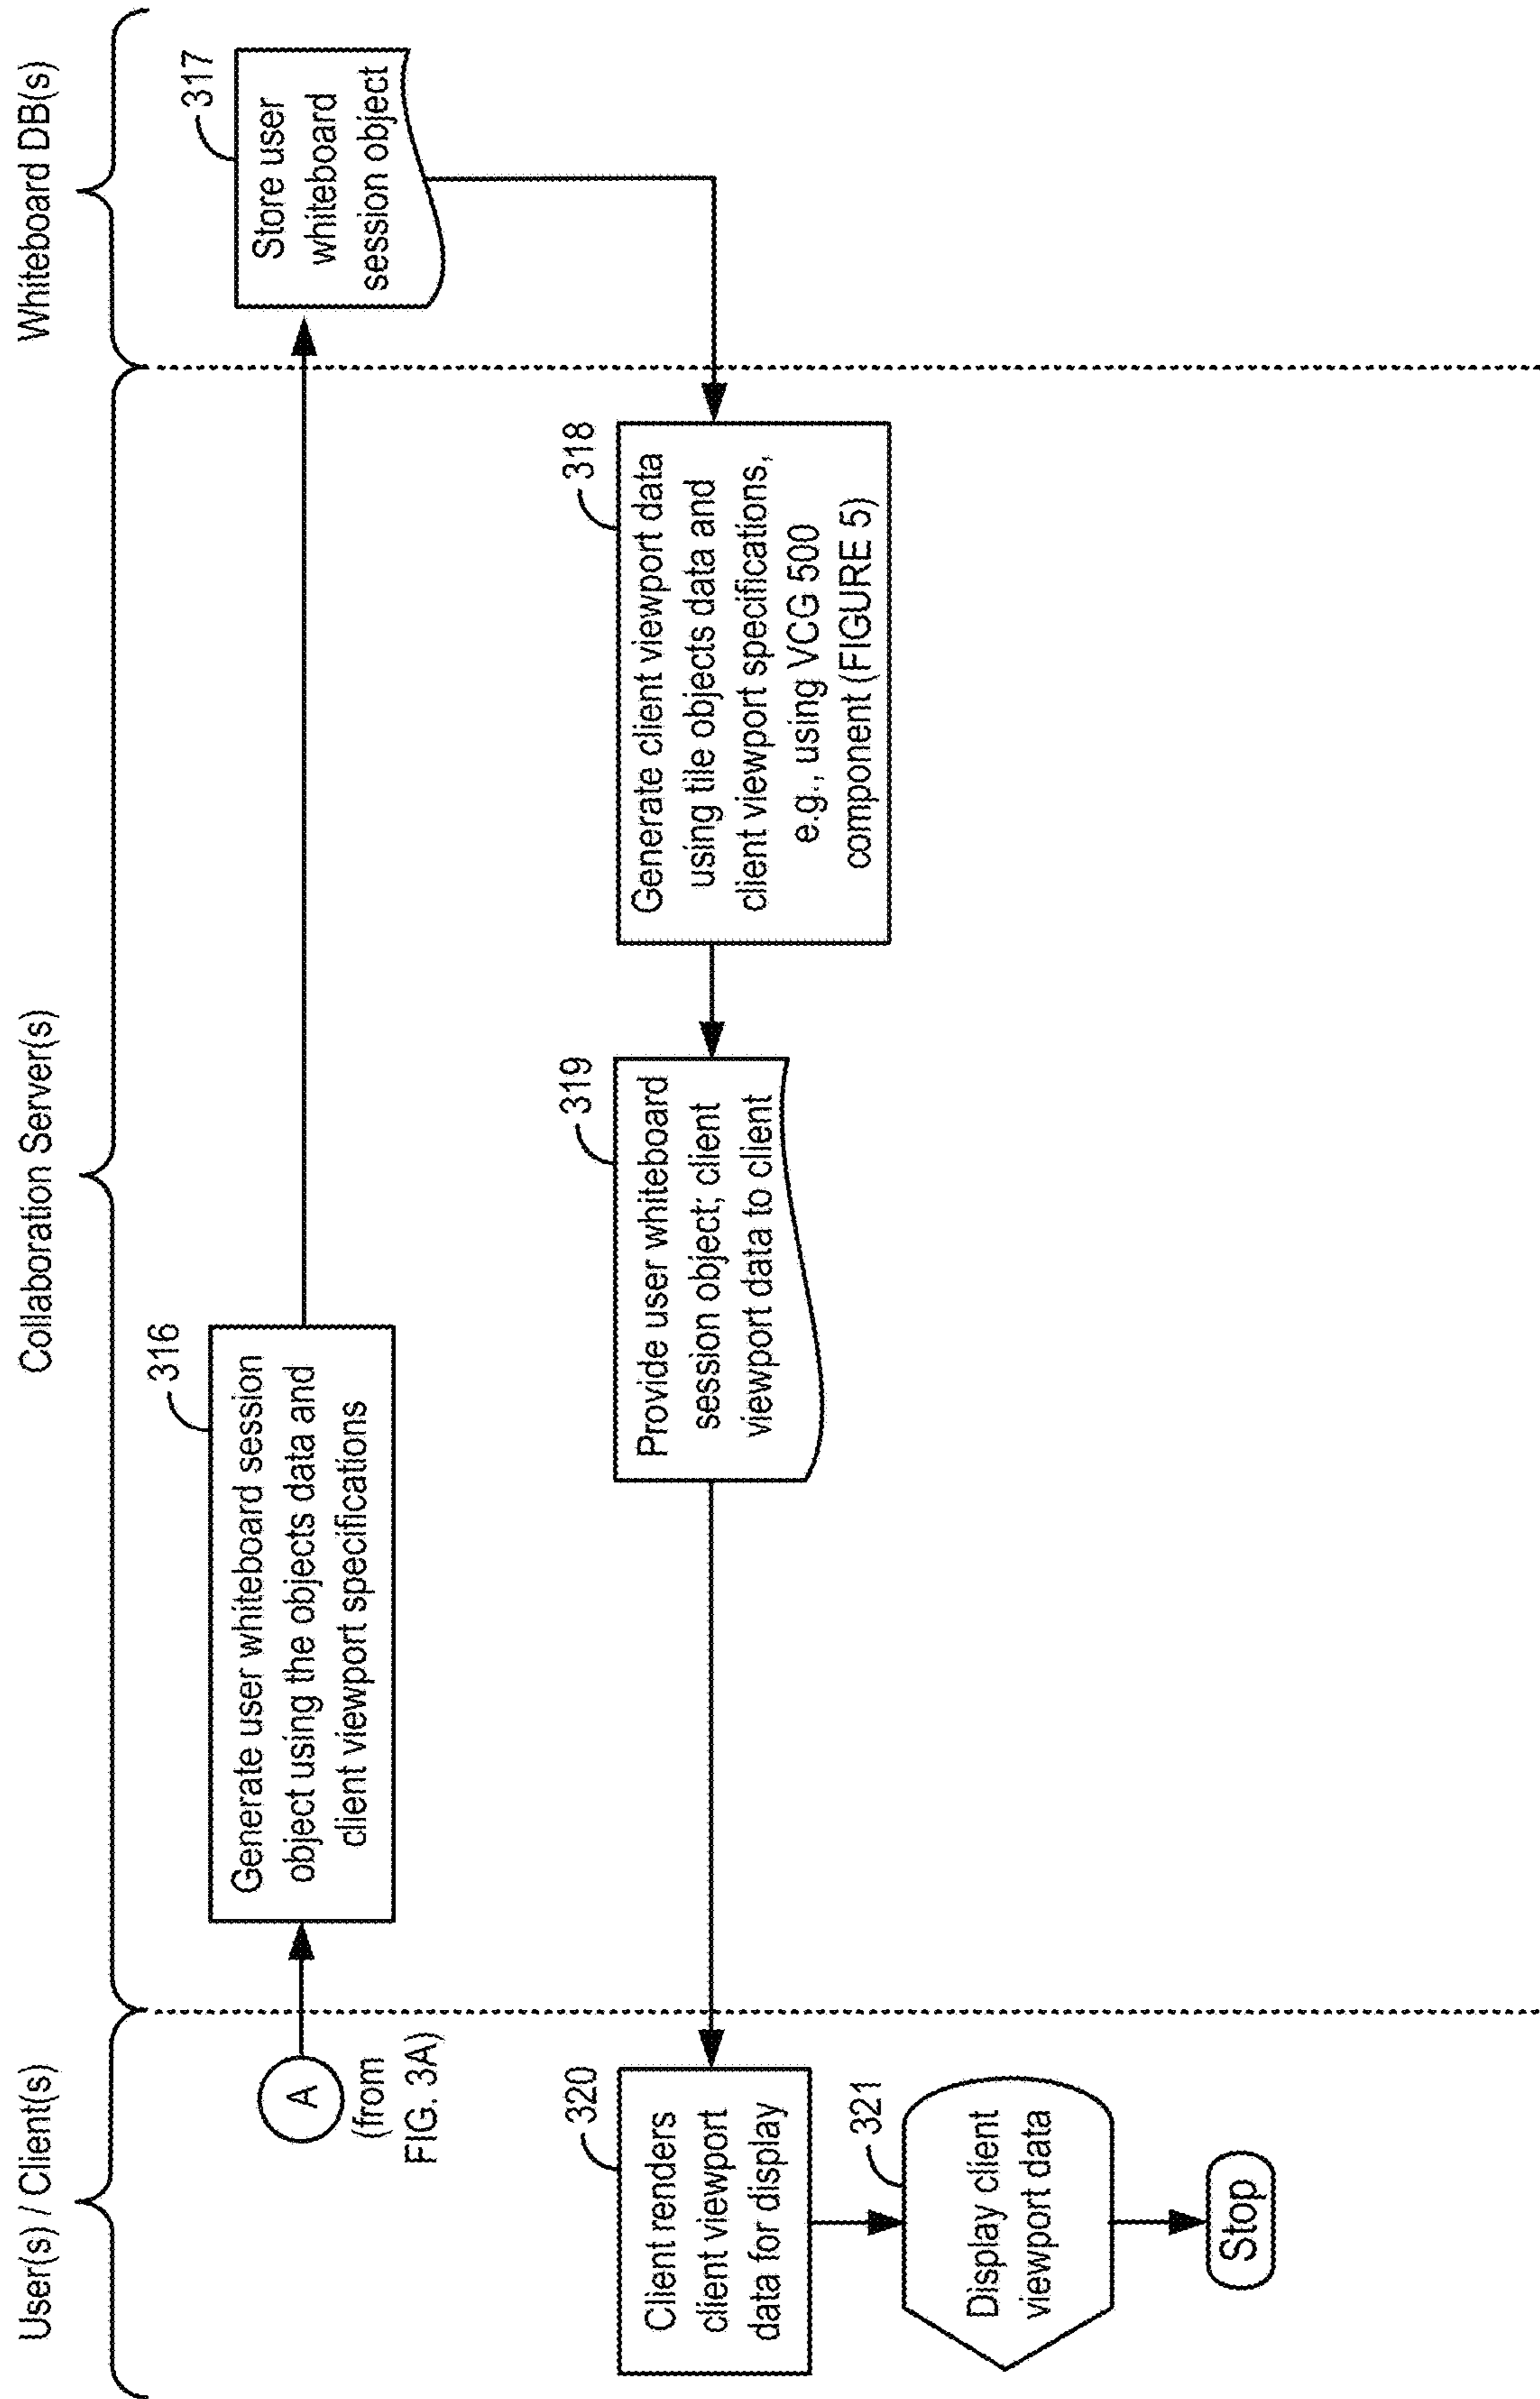 User(s) / Client(s)
Collaboration Server(s)
Whiteboard DB(s)
A
(from
FIG. 3A)
316
Generate user whiteboard session
object using the objects data and
client viewport specifications
317
Store user
whiteboard
session object
318
Generate client viewport data
using tile objects data and
client viewport specifications,
e.g., using VCG 500
component (FIGURE 5)
319
Provide user whiteboard
session object; client
viewport data to client
320
Client renders
client viewport
data for display
321
Display client
viewport data
Stop